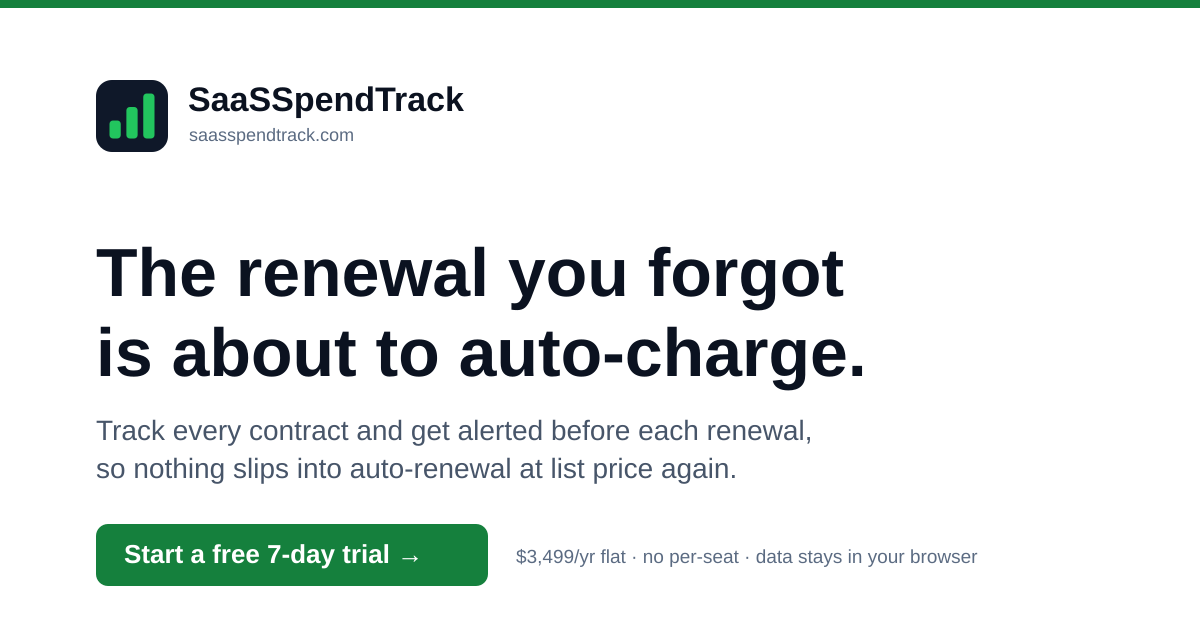 SaaSSpendTrack
saasspendtrack.com
The renewal you forgot
is about to auto-charge.
Track every contract and get alerted before each renewal,
so nothing slips into auto-renewal at list price again.
Start a free 7-day trial →
$3,499/yr flat · no per-seat · data stays in your browser